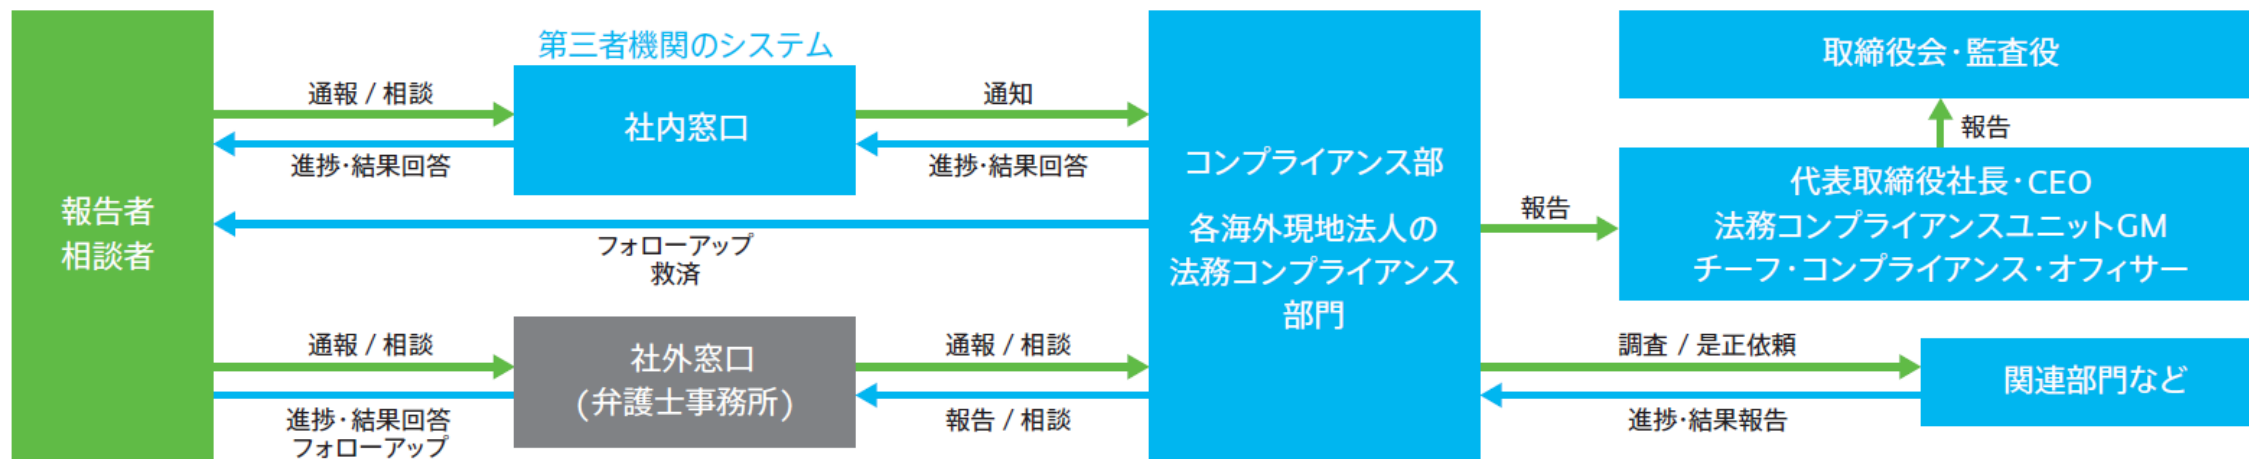 報告者
相談者
通報 / 相談
進捗・結果回答
第三者機関のシステム
社内窓口
通知
進捗・結果回答
フォローアップ
救済
通報 / 相談
進捗・結果回答
フォローアップ
社外窓口
(弁護士事務所)
通報 / 相談
報告 / 相談
コンプライアンス部
各海外現地法人の
法務コンプライアンス
部門
報告
取締役会・監査役
報告
代表取締役社長・CEO
法務コンプライアンスユニットGM
チーフ・コンプライアンス・オフィサー
調査 / 是正依頼
進捗・結果報告
関連部門など